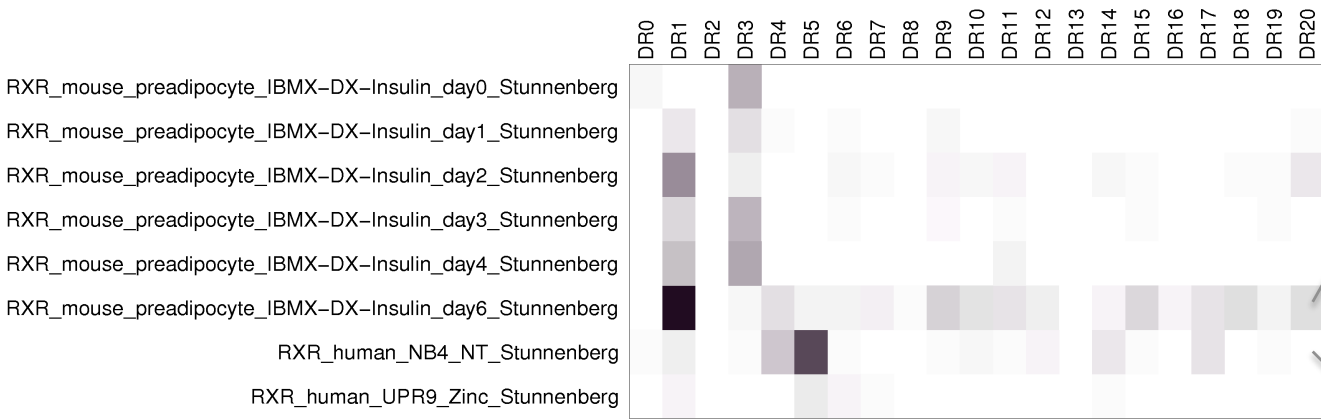 DR0 DR1 DR2 DR3 DR4 DR5 DR6 DR7 DR8 DR9 DR10 DR11 DR12 DR13 DR14 DR15 DR16 DR17 DR18 DR19 DR20
RXR_mouse_preadipocyte_IBMX−DX−Insulin_day0_Stunnenberg
RXR_mouse_preadipocyte_IBMX−DX−Insulin_day1_Stunnenberg
RXR_mouse_preadipocyte_IBMX−DX−Insulin_day2_Stunnenberg
RXR_mouse_preadipocyte_IBMX−DX−Insulin_day3_Stunnenberg
RXR_mouse_preadipocyte_IBMX−DX−Insulin_day4_Stunnenberg
RXR_mouse_preadipocyte_IBMX−DX−Insulin_day6_Stunnenberg
RXR_human_NB4_NT_Stunnenberg
RXR_human_UPR9_Zinc_Stunnenberg